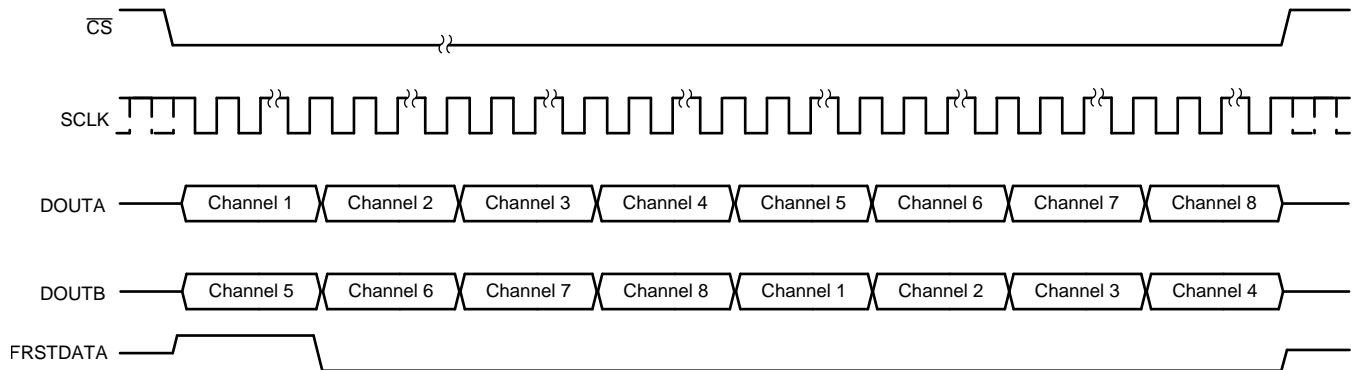 CS
SCLK
DOUTA
Channel 1 Channel 2 Channel 3 Channel 4 Channel 5 Channel 6 Channel 7 Channel 8
DOUTB
Channel 5 Channel 6 Channel 7 Channel 8 Channel 1 Channel 2 Channel 3 Channel 4
FRSTDATA